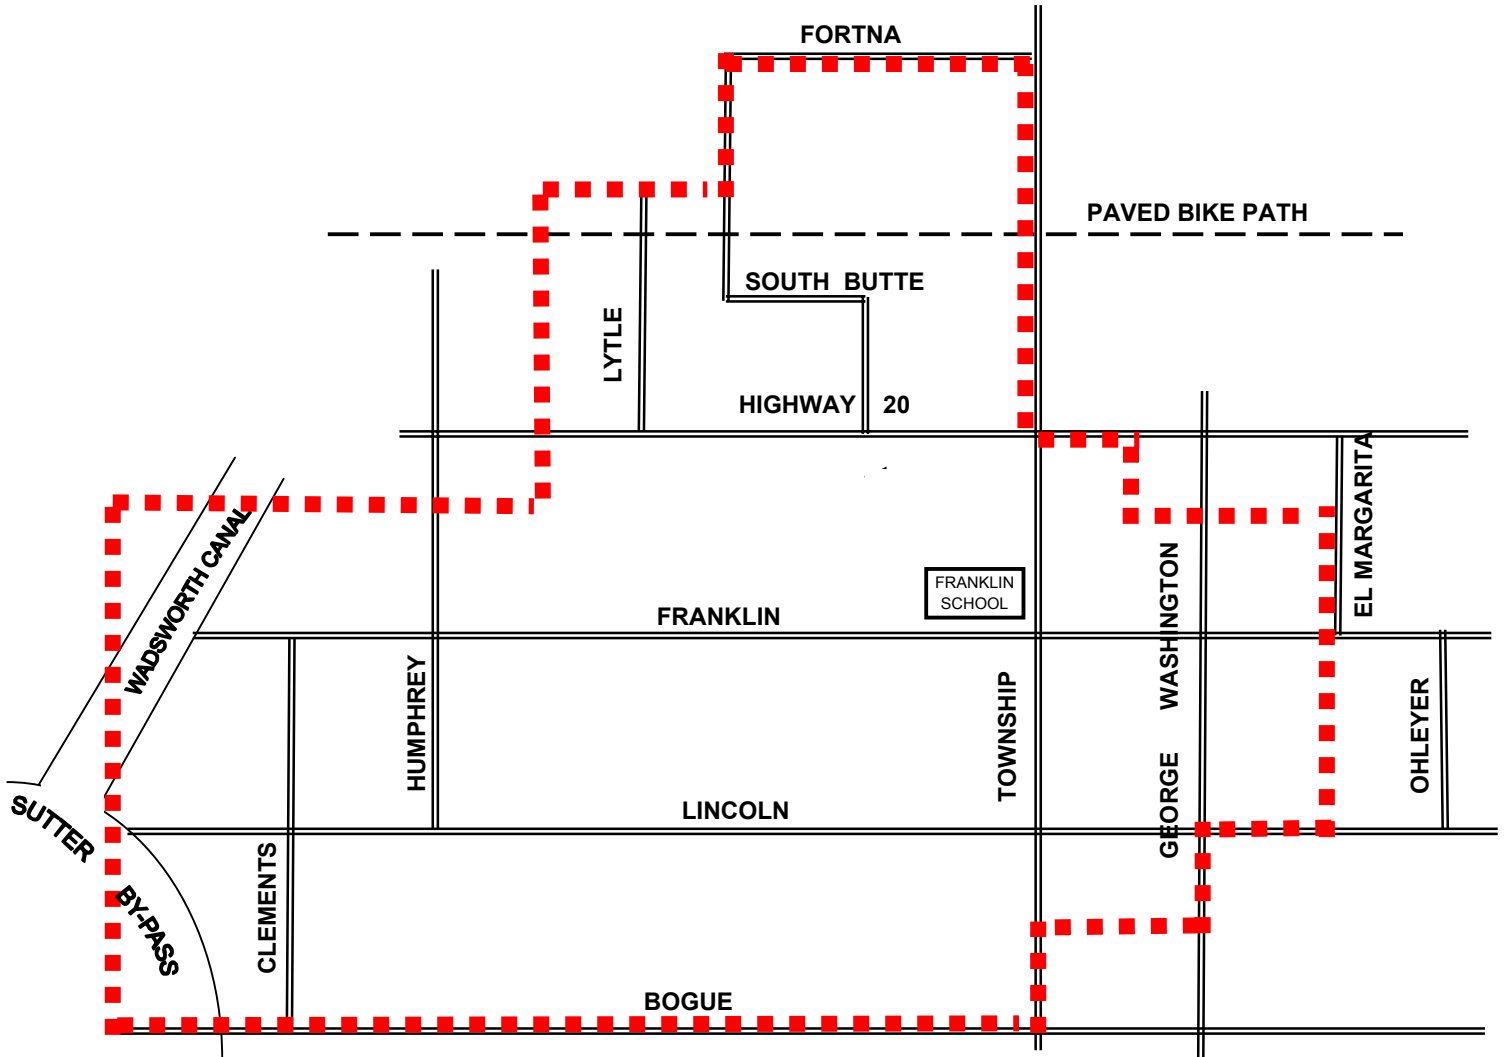 FORTNA
PAVED BIKE PATH
SOUTH BUTTE
LYTLE
HIGHWAY 20
EL MARGARITA
WADSWORTH CANAL
FRANKLIN
SCHOOL
FRANKLIN
GEORGE WASHINGTON
HUMPHREY
TOWNSHIP
OHLEYER
LINCOLN
SUTTER
BY-PASS
CLEMENTS
BOGUE